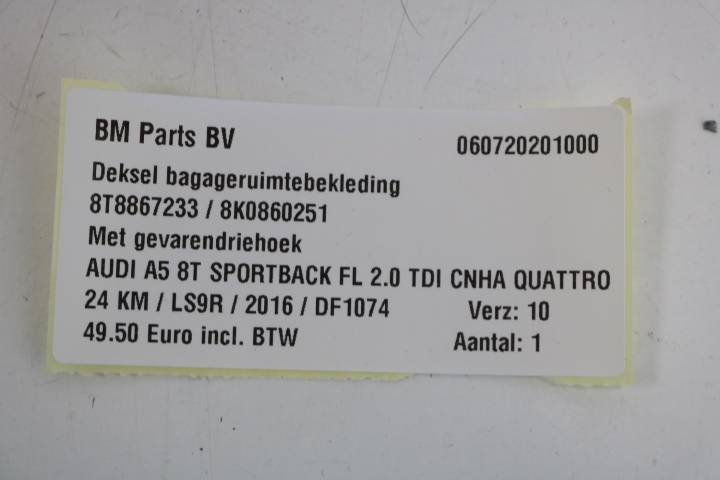 BM Parts BV 060720201000
Deksel bagageruimtebekleding
8T8867233 / 8K0860251
Met gevarendriehoek
AUDI A5 8T SPORTBACK FL 2.0 TDI CNHA QUATTRO
24 KM / LS9R / 2016 / DF1074 Verz: 10
49.50 Euro incl. BTW Aantal: 1